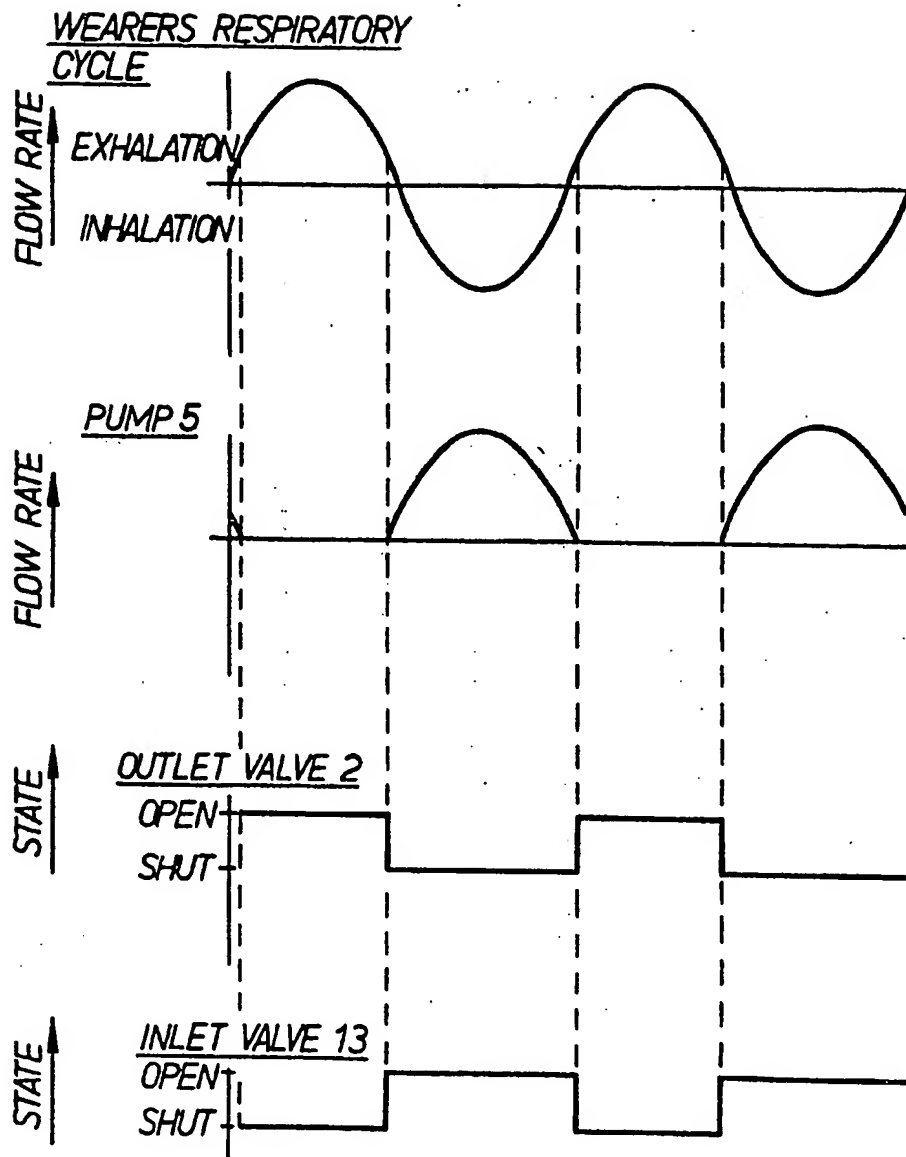 WEARERS RESPIRATORY
CYCLE
FLOW RATE
EXHALATION
INHALATION
PUMP 5
FLOW RATE
OUTLET VALVE 2
STATE
OPEN
SHUT
INLET VALVE 13
STATE
OPEN
SHUT